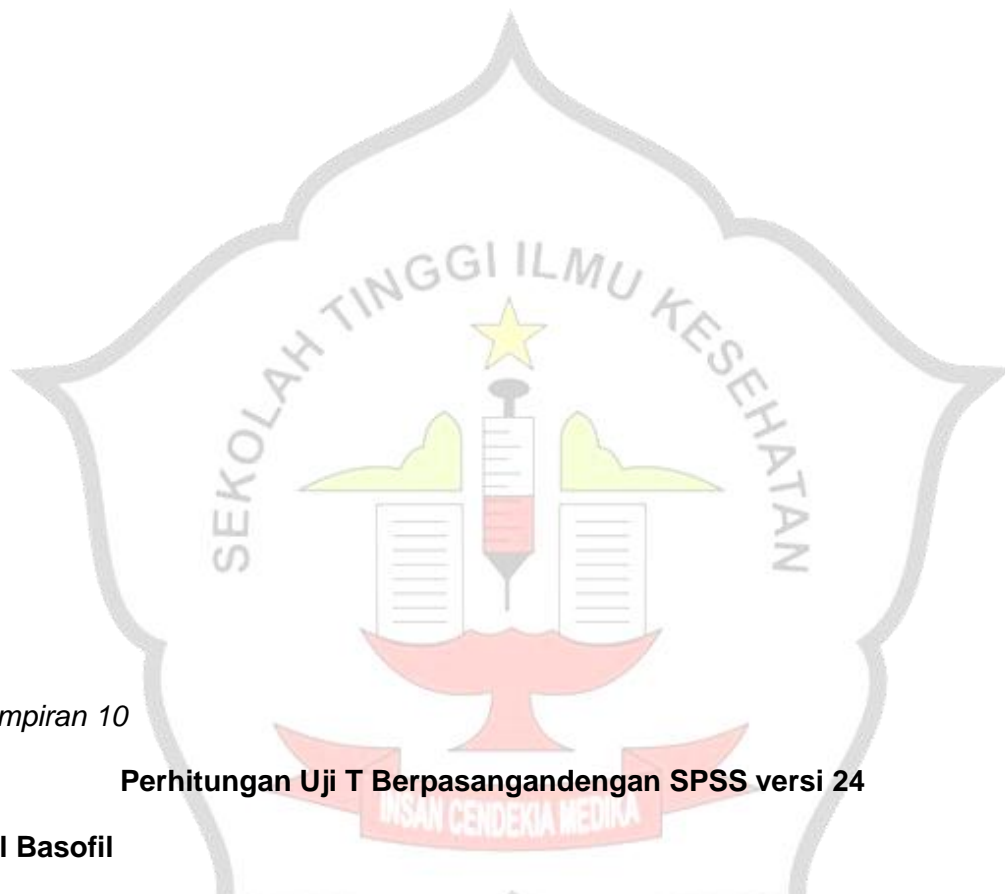 SEKOLAH TINGGI ILMU KESEHATAN
mpiran 10
Perhitungan Uji T Berpasangandengan SPSS versi 24
INSAN CENDEKIA MEDIKA
l Basofil